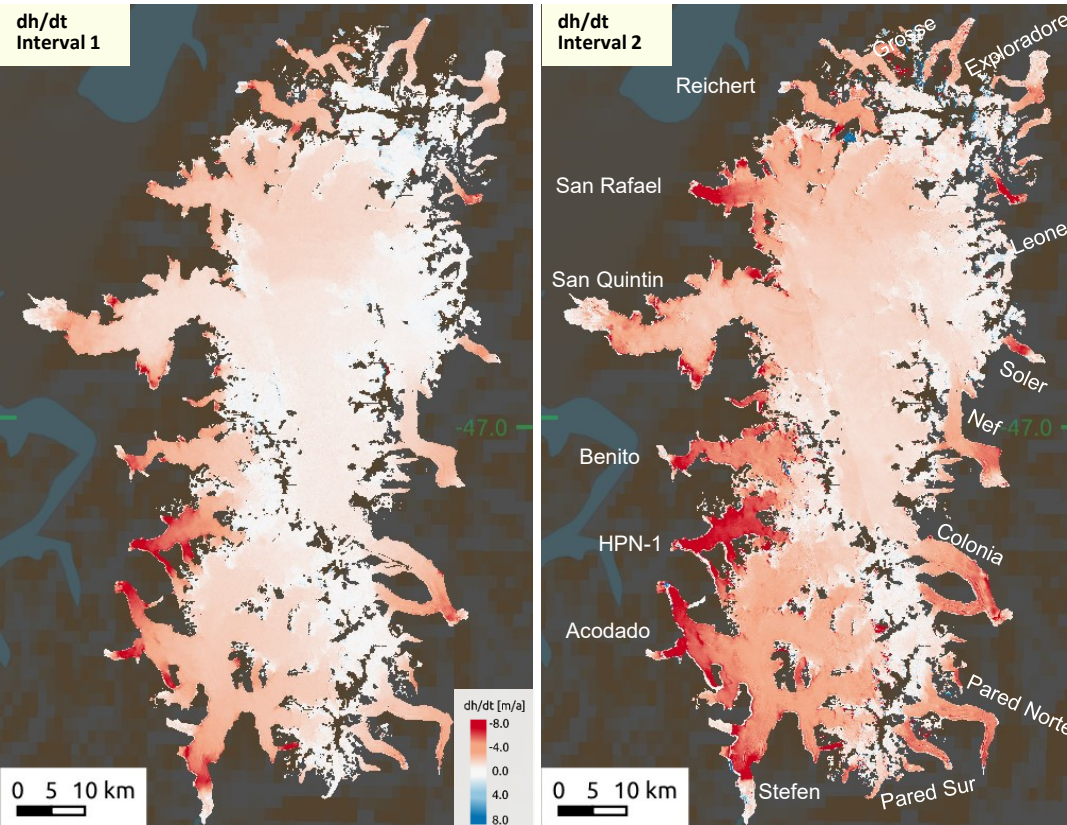 dh/dt
Interval 1
-47.0
dh/dt [m/a]
-8.0
-4.0
0.0
4.0
8.0
0 5 10 km
dh/dt
Interval 2
Grosse
Exploradore
Reichert
San Rafael
Leone
San Quintin
Soler
Nef
-47.0
Benito
Colonia
HPN-1
Acodado
Pared Norte
Stefen
Pared Sur
0 5 10 km